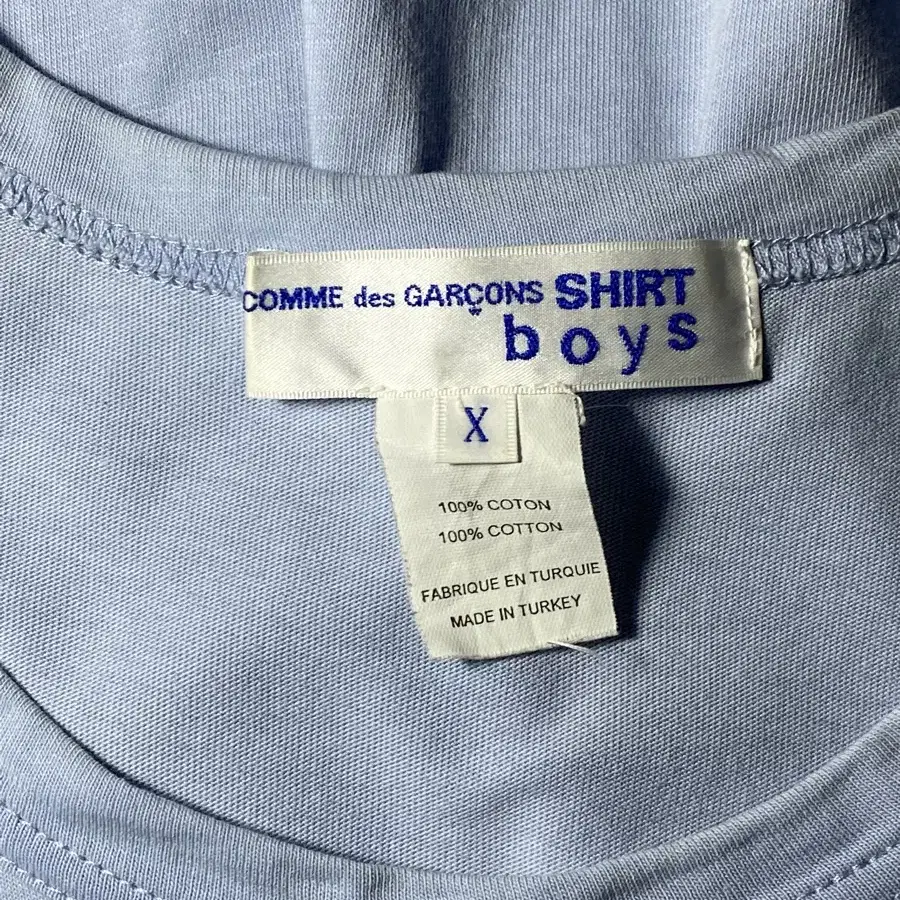 COMME des GARÇONS SHIRT
boys
X
100% COTON
100% COTTON
FABRIQUE EN TURQUIE
MADE IN TURKEY